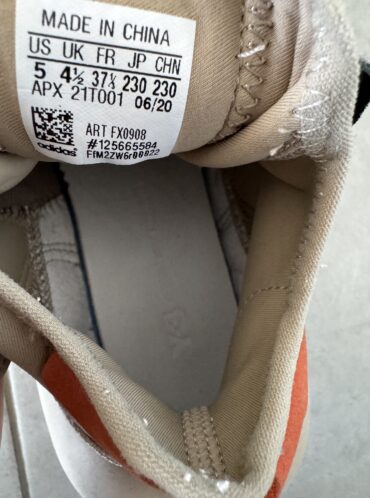 MADE IN CHINA
US UK FR JP CHN
5 4½ 37⅓ 230 230
APX 21T001 06/20
ART FX0908
#125665584
adidas